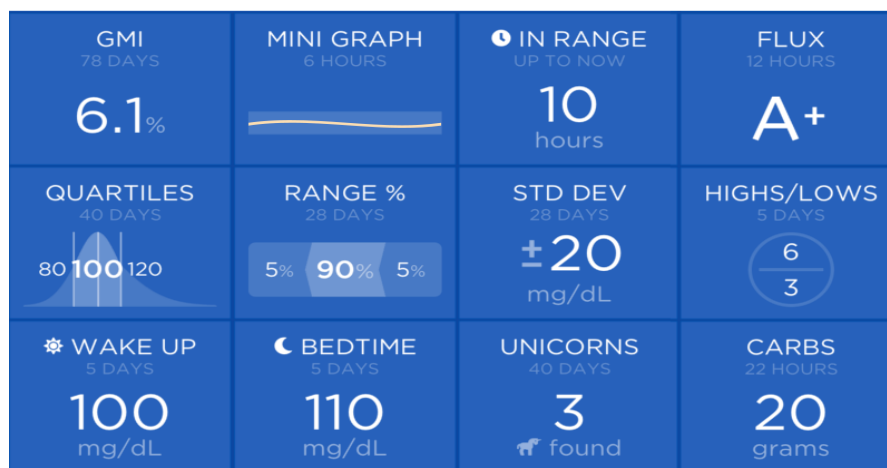 GMI
78 DAYS
6.1%
MINI GRAPH
6 HOURS
IN RANGE
UP TO NOW
10
hours
FLUX
12 HOURS
A+
QUARTILES
40 DAYS
80 100 120
RANGE %
28 DAYS
5% 90% 5%
STD DEV
28 DAYS
±20
mg/dL
HIGHS/LOWS
5 DAYS
6
3
WAKE UP
5 DAYS
100
mg/dL
BEDTIME
5 DAYS
110
mg/dL
UNICORNS
40 DAYS
3
found
CARBS
22 HOURS
20
grams